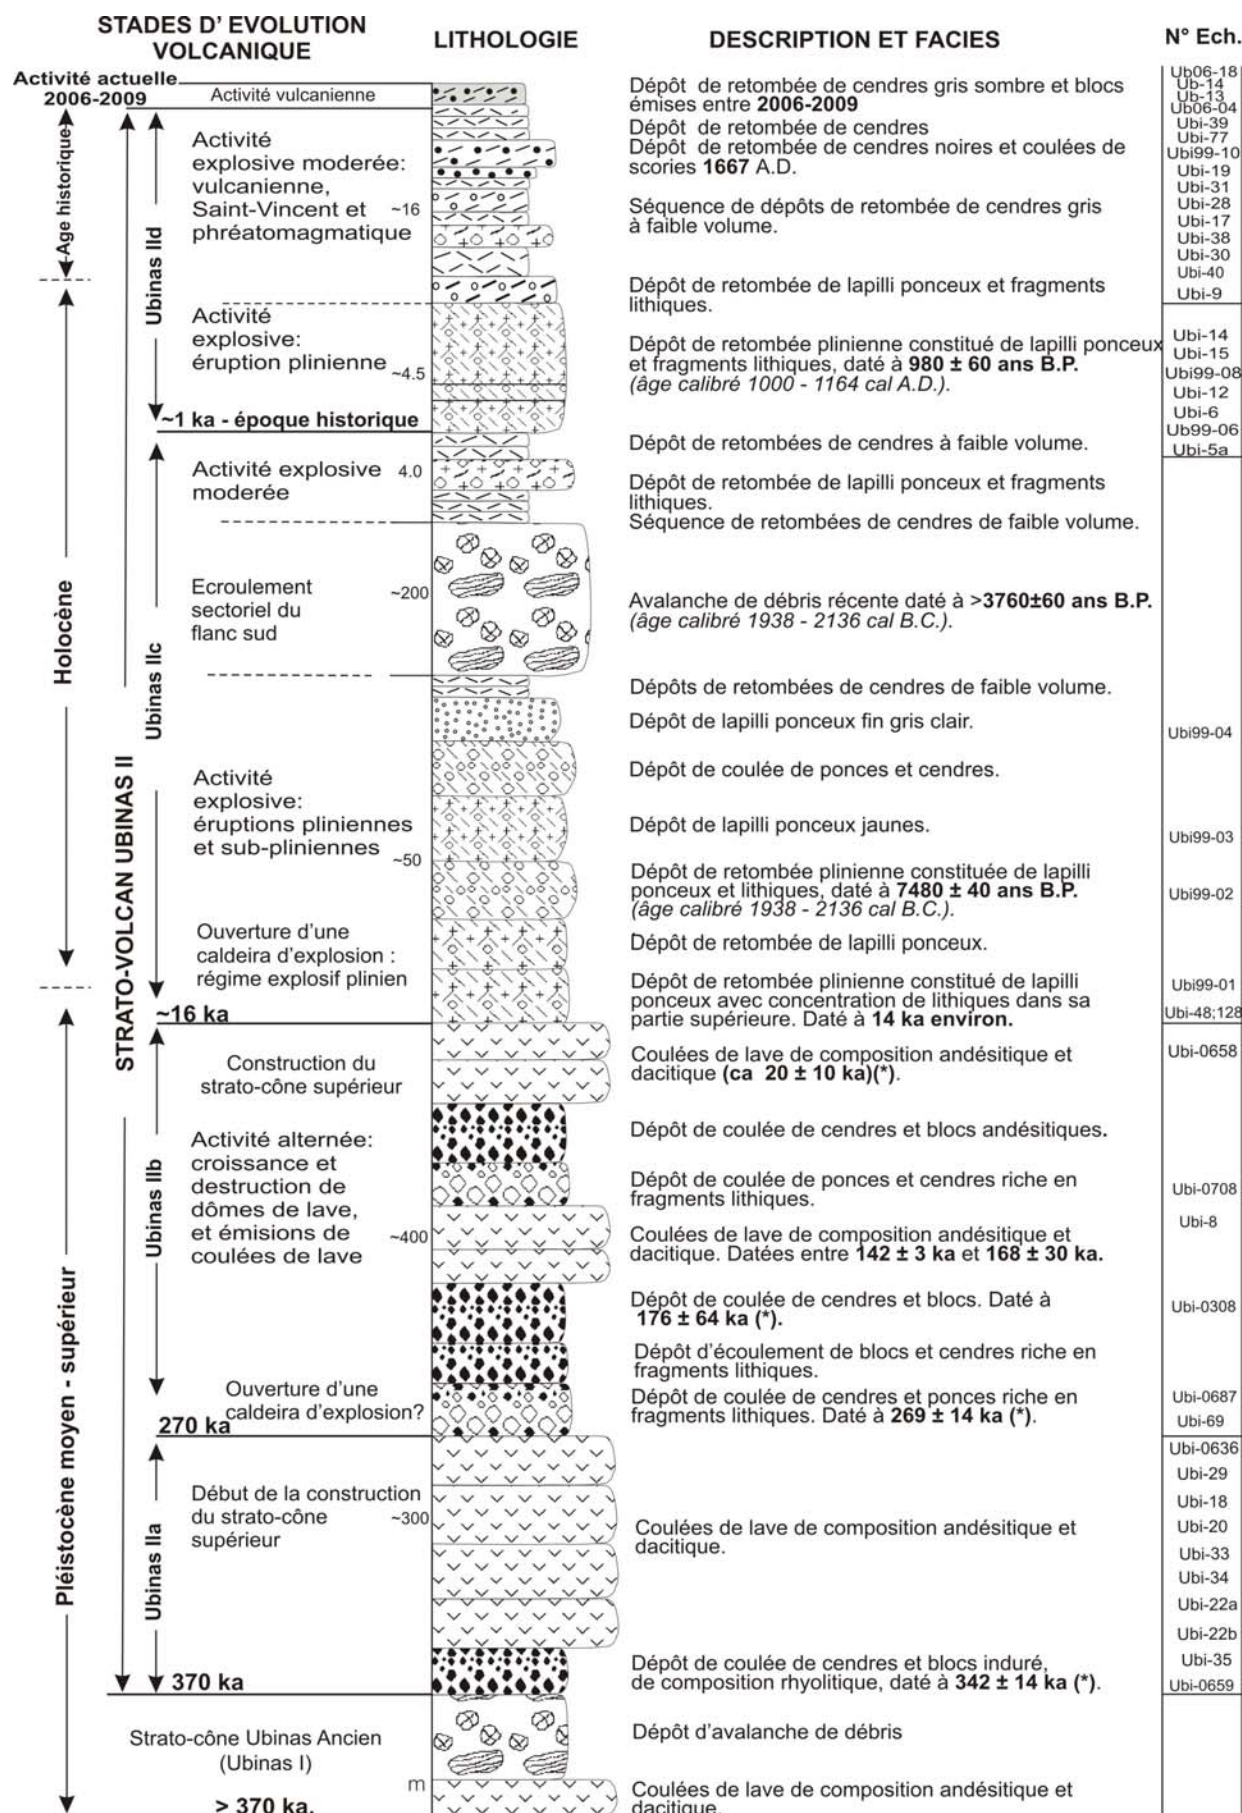 STADES D' EVOLUTION
VOLCANIQUE
LITHOLOGIE
DESCRIPTION ET FACIES
N° Ech.
Activité actuelle
2006-2009
Activité vulcanienne
Age historique
Holocène
Pléistocène moyen - supérieur
STRATO-VOLCAN UBINAS II
Ubinas IId
Ubinas IIc
Ubinas IIb
Ubinas IIa
Activité
explosive moderée:
vulcanienne,
Saint-Vincent et
phréatomagmatique
~16
Activité
explosive:
éruption plinienne
~4.5
~1 ka - époque historique
Activité explosive
moderée
4.0
Ecroulement
sectoriel du
flanc sud
~200
Activité
explosive:
éruptions pliniennes
et sub-pliniennes
~50
Ouverture d'une
caldeira d'explosion :
régime explosif plinien
~16 ka
Construction du
strato-cône supérieur
Activité alternée:
croissance et
destruction de
dômes de lave,
et émisions de
coulées de lave
~400
Ouverture d'une
caldeira d'explosion?
270 ka
Début de la construction
du strato-cône
supérieur
~300
370 ka
Strato-cône Ubinas Ancien
(Ubinas I)
m
> 370 ka.
Dépôt de retombée de cendres gris sombre et blocs
émises entre 2006-2009
Dépôt de retombée de cendres
Dépôt de retombée de cendres noires et coulées de
scories 1667 A.D.
Séquence de dépôts de retombée de cendres gris
à faible volume.
Dépôt de retombée de lapilli ponceux et fragments
lithiques.
Dépôt de retombée plinienne constitué de lapilli ponceux
et fragments lithiques, daté à 980 ± 60 ans B.P.
(âge calibré 1000 - 1164 cal A.D.).
Dépôt de retombées de cendres à faible volume.
Dépôt de retombée de lapilli ponceux et fragments
lithiques.
Séquence de retombées de cendres de faible volume.
Avalanche de débris récente daté à >3760±60 ans B.P.
(âge calibré 1938 - 2136 cal B.C.).
Dépôts de retombées de cendres de faible volume.
Dépôt de lapilli ponceux fin gris clair.
Dépôt de coulée de ponces et cendres.
Dépôt de lapilli ponceux jaunes.
Dépôt de retombée plinienne constituée de lapilli
ponceux et lithiques, daté à 7480 ± 40 ans B.P.
(âge calibré 1938 - 2136 cal B.C.).
Dépôt de retombée de lapilli ponceux.
Dépôt de retombée plinienne constitué de lapilli
ponceux avec concentration de lithiques dans sa
partie supérieure. Daté à 14 ka environ.
Coulées de lave de composition andésitique et
dacitique (ca 20 ± 10 ka)(*).
Dépôt de coulée de cendres et blocs andésitiques.
Dépôt de coulée de ponces et cendres riche en
fragments lithiques.
Coulées de lave de composition andésitique et
dacitique. Datées entre 142 ± 3 ka et 168 ± 30 ka.
Dépôt de coulée de cendres et blocs. Daté à
176 ± 64 ka (*).
Dépôt d'écoulement de blocs et cendres riche en
fragments lithiques.
Dépôt de coulée de cendres et ponces riche en
fragments lithiques. Daté à 269 ± 14 ka (*).
Coulées de lave de composition andésitique et
dacitique.
Dépôt de coulée de cendres et blocs induré,
de composition rhyolitique, daté à 342 ± 14 ka (*).
Dépôt d'avalanche de débris
Coulées de lave de composition andésitique et
dacitique.
Ub06-18
Ub-14
Ub-13
Ub06-04
Ubi-39
Ubi-77
Ubi99-10
Ubi-19
Ubi-31
Ubi-28
Ubi-17
Ubi-38
Ubi-30
Ubi-40
Ubi-9
Ubi-14
Ubi-15
Ubi99-08
Ubi-12
Ubi-6
Ub99-06
Ubi-5a
Ubi99-04
Ubi99-03
Ubi99-02
Ubi99-01
Ubi-48;128
Ubi-0658
Ubi-0708
Ubi-8
Ubi-0308
Ubi-0687
Ubi-69
Ubi-0636
Ubi-29
Ubi-18
Ubi-20
Ubi-33
Ubi-34
Ubi-22a
Ubi-22b
Ubi-35
Ubi-0659